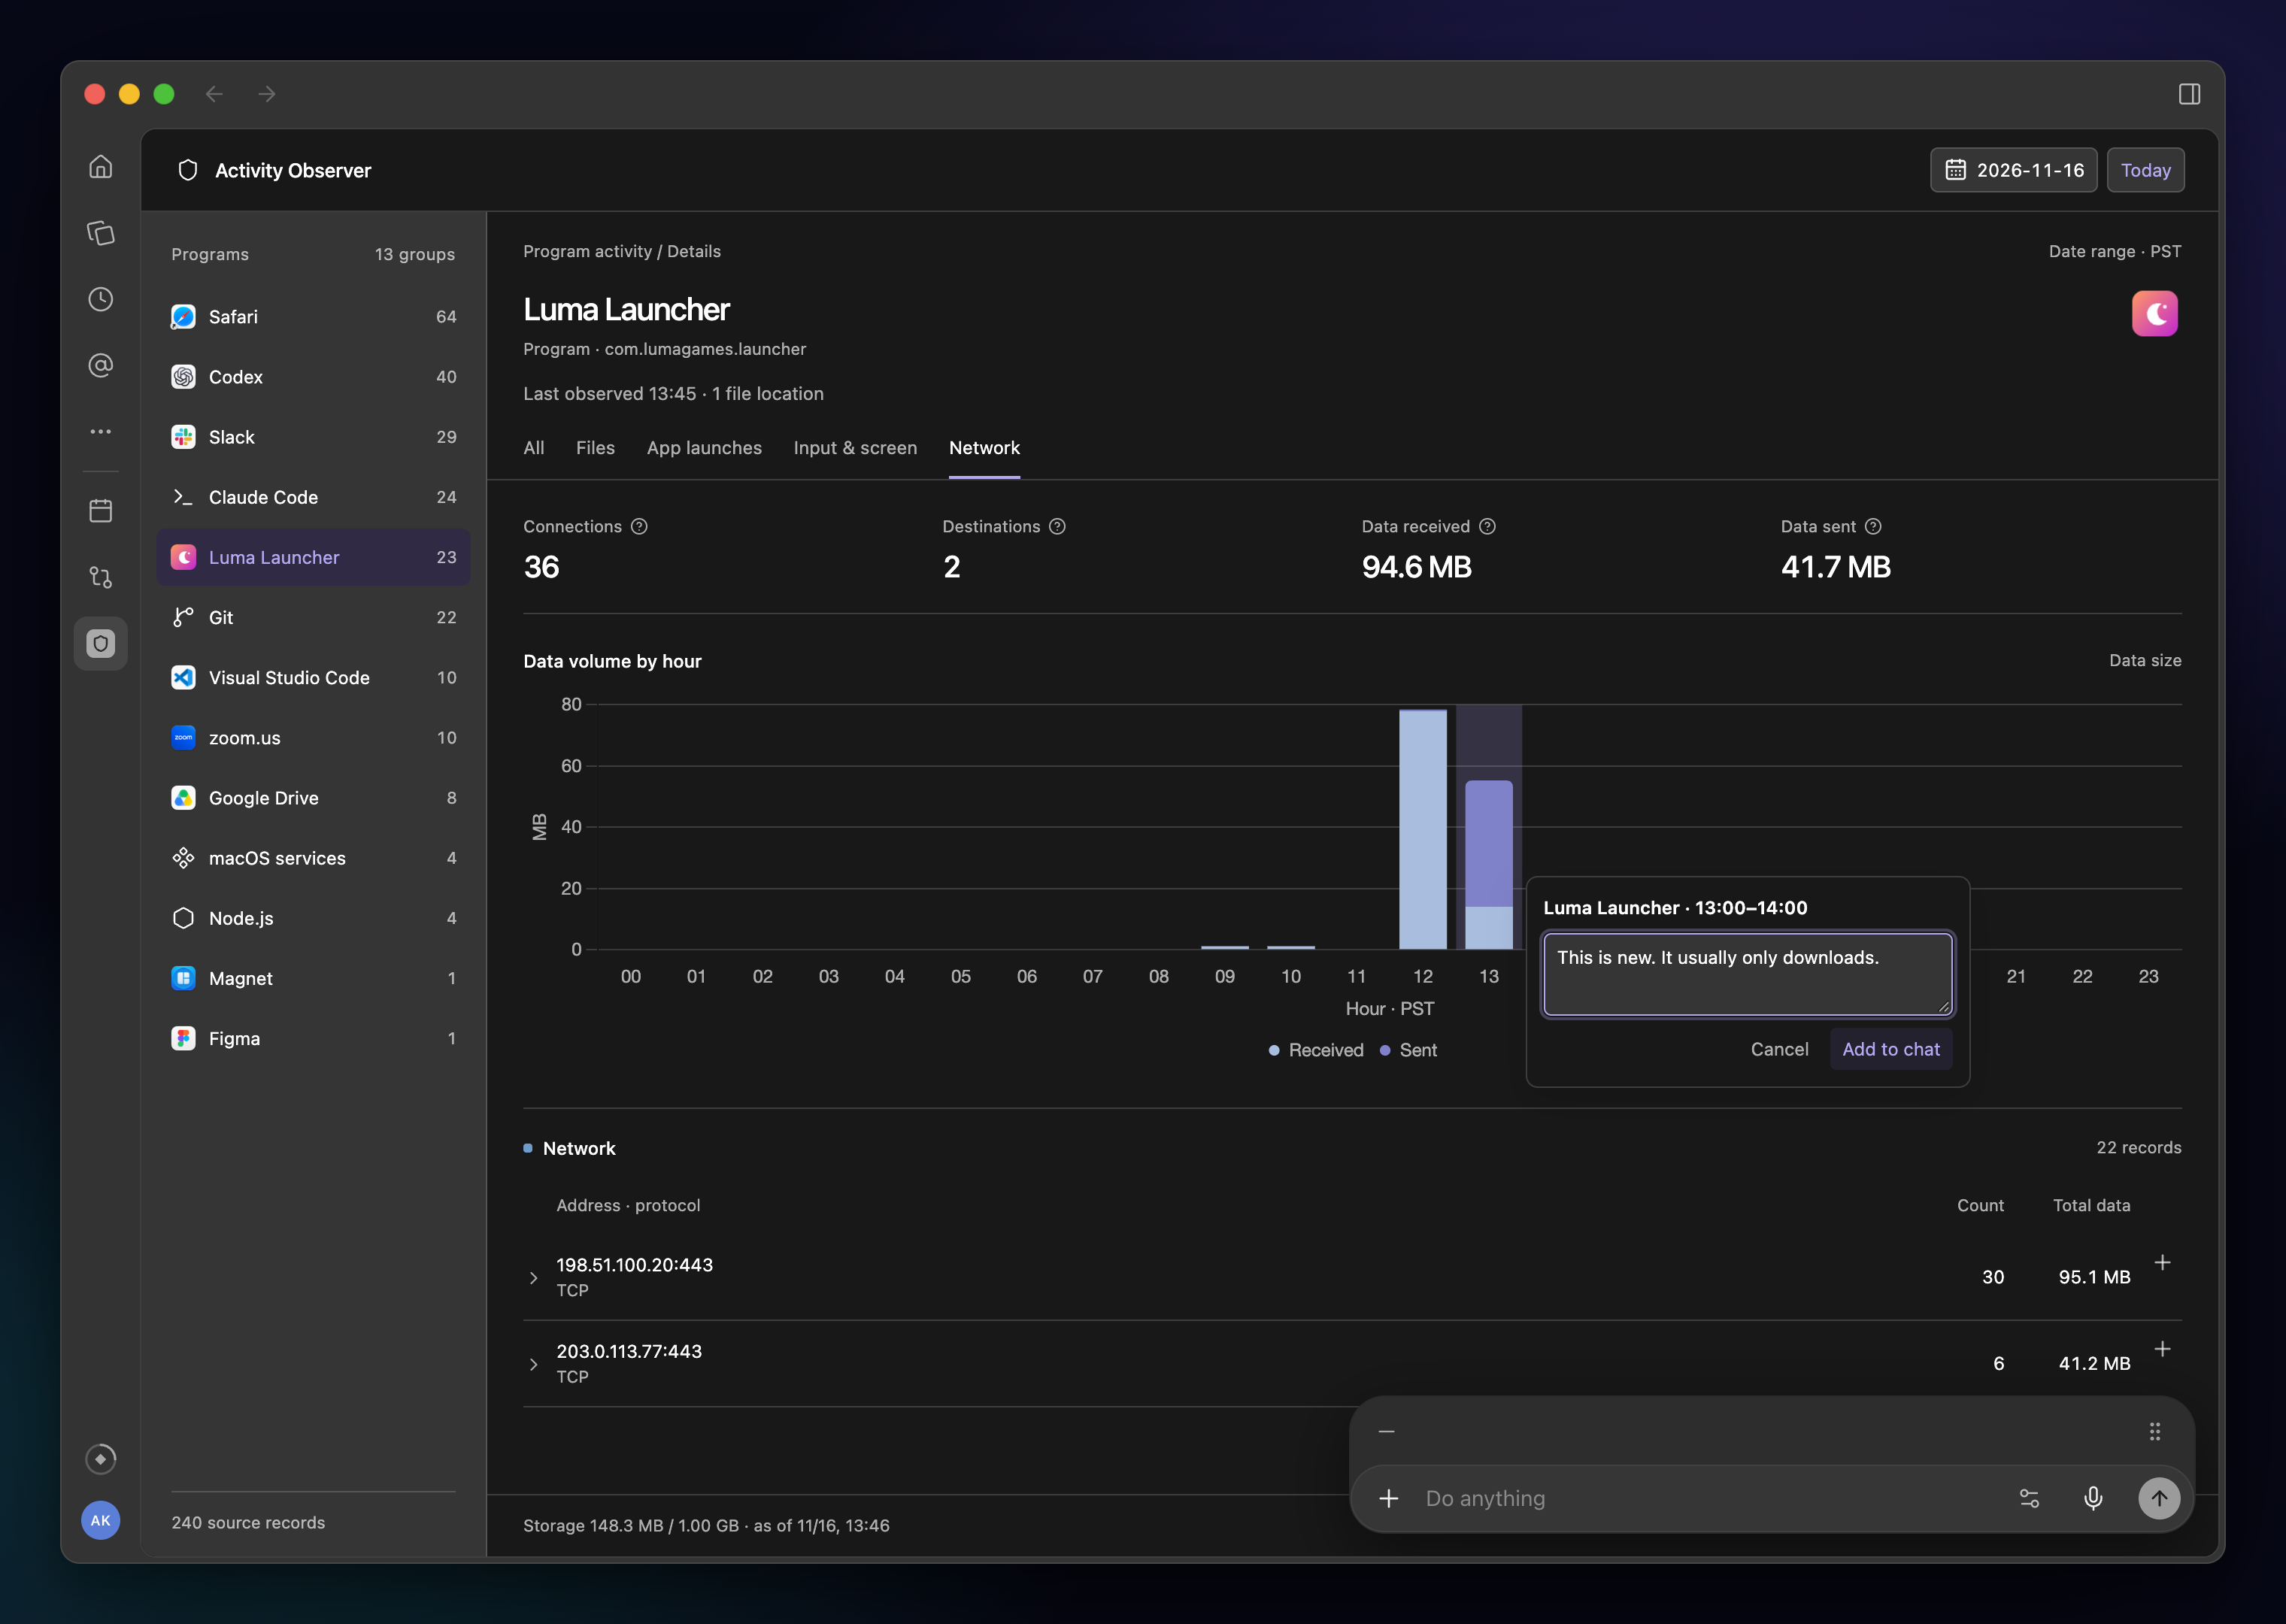 Activity Observer
2026-11-16
Today
Programs
13 groups
Safari
64
Codex
40
Slack
29
Claude Code
24
Luma Launcher
23
Git
22
Visual Studio Code
10
zoom
zoom.us
10
Google Drive
8
macOS services
4
Node.js
4
Magnet
1
Figma
1
240 source records
AK
Program activity / Details
Date range · PST
Luma Launcher
Program · com.lumagames.launcher
Last observed 13:45 · 1 file location
All
Files
App launches
Input & screen
Network
Connections ?
36
Destinations ?
2
Data received ?
94.6 MB
Data sent ?
41.7 MB
Data volume by hour
Data size
80
60
40
20
0
MB
00 01 02 03 04 05 06 07 08 09 10 11 12 13 21 22 23
Hour · PST
Received
Sent
Luma Launcher · 13:00–14:00
This is new. It usually only downloads.
Cancel
Add to chat
Network
22 records
Address · protocol
Count
Total data
198.51.100.20:443
TCP
30
95.1 MB
203.0.113.77:443
TCP
6
41.2 MB
Do anything
Storage 148.3 MB / 1.00 GB · as of 11/16, 13:46